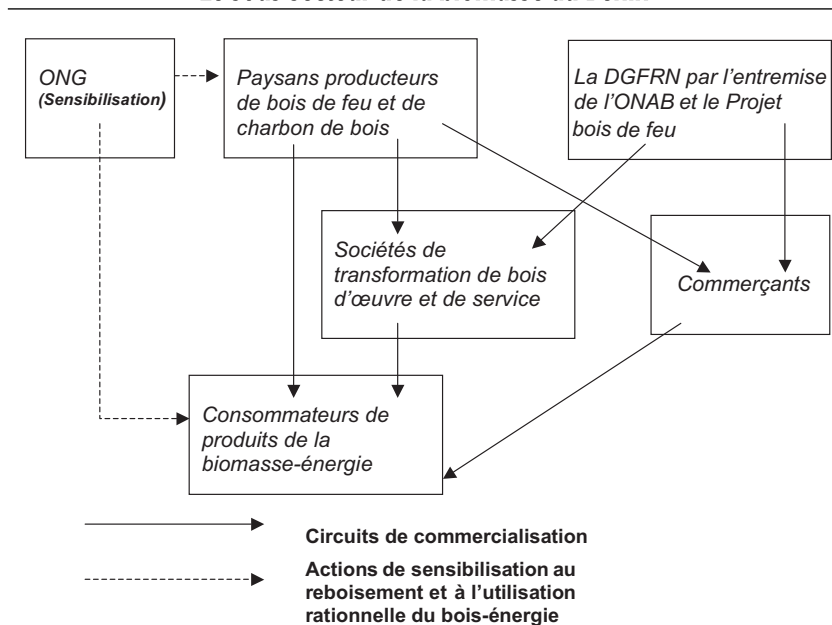 ONG
(Sensibilisation)
Paysans producteurs
de bois de feu et de
charbon de bois
La DGFRN par l'entremise
de l'ONAB et le Projet
bois de feu
Sociétés de
transformation de bois
d'œuvre et de service
Commerçants
Consommateurs de
produits de la
biomasse-énergie
Circuits de commercialisation
Actions de sensibilisation au
reboisement et à l'utilisation
rationnelle du bois-énergie